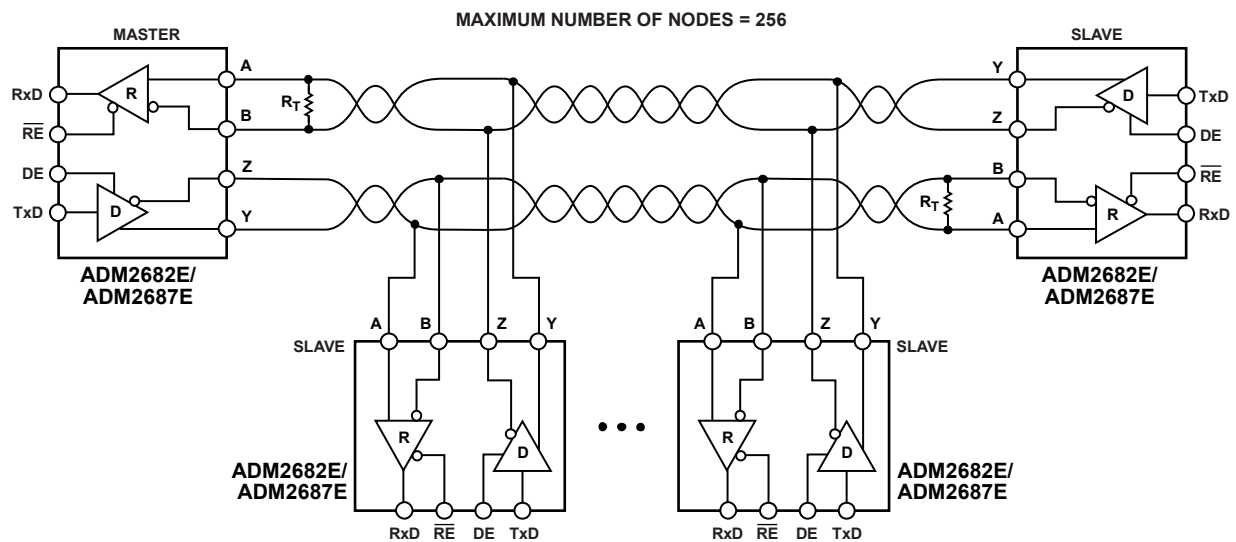 MAXIMUM NUMBER OF NODES = 256
MASTER
SLAVE
A
RxD
R
RT
B
RE
DE
Z
TxD
D
Y
ADM2682E/
ADM2687E
Y
D
TxD
Z
DE
RE
B
RT
R
RxD
A
ADM2682E/
ADM2687E
A
B
Z
Y
SLAVE
R
D
ADM2682E/
ADM2687E
RxD
RE
DE
TxD
A
B
Z
Y
SLAVE
R
D
ADM2682E/
ADM2687E
RxD
RE
DE
TxD